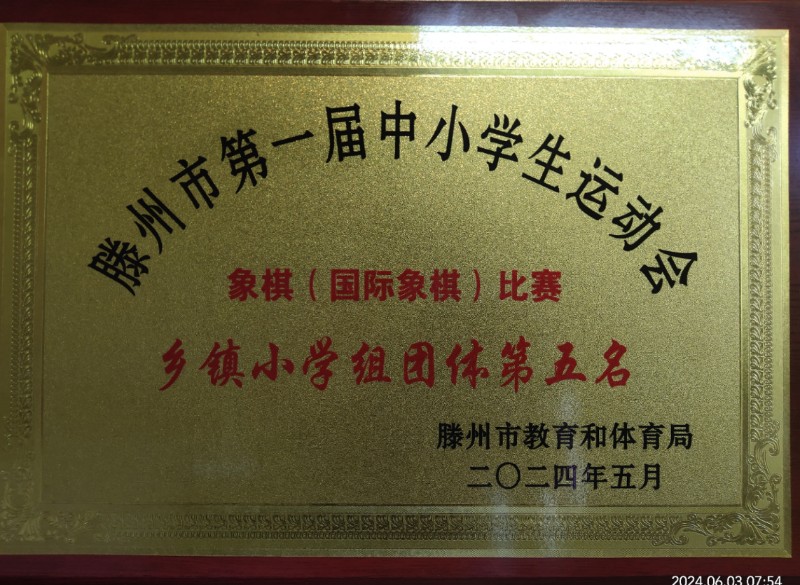 滕州市第一届中小学生运动会
象棋（国际象棋）比赛
乡镇小学组团体第五名
滕州市教育和体育局
二〇二四年五月
2024.06.03 07:54